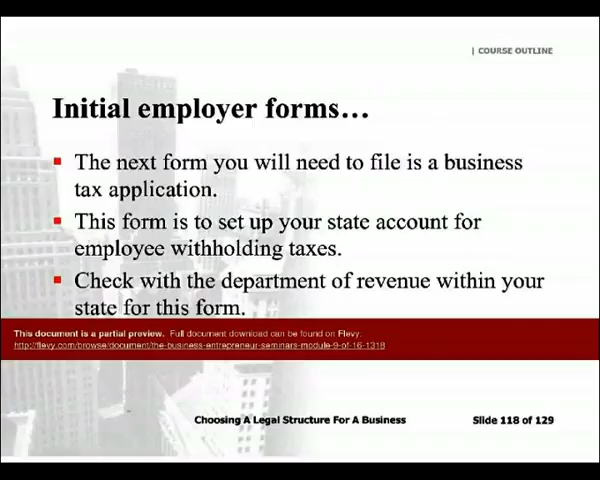 | COURSE OUTLINE
Initial employer forms…
The next form you will need to file is a business
tax application.
This form is to set up your state account for
employee withholding taxes.
Check with the department of revenue within your
state for this form.
This document is a partial preview.  Full document download can be found on Flevy:
http://flevy.com/browse/document/the-business-entrepreneur-seminars-module-9-of-16-1318
Choosing A Legal Structure For A Business
Slide 118 of 129